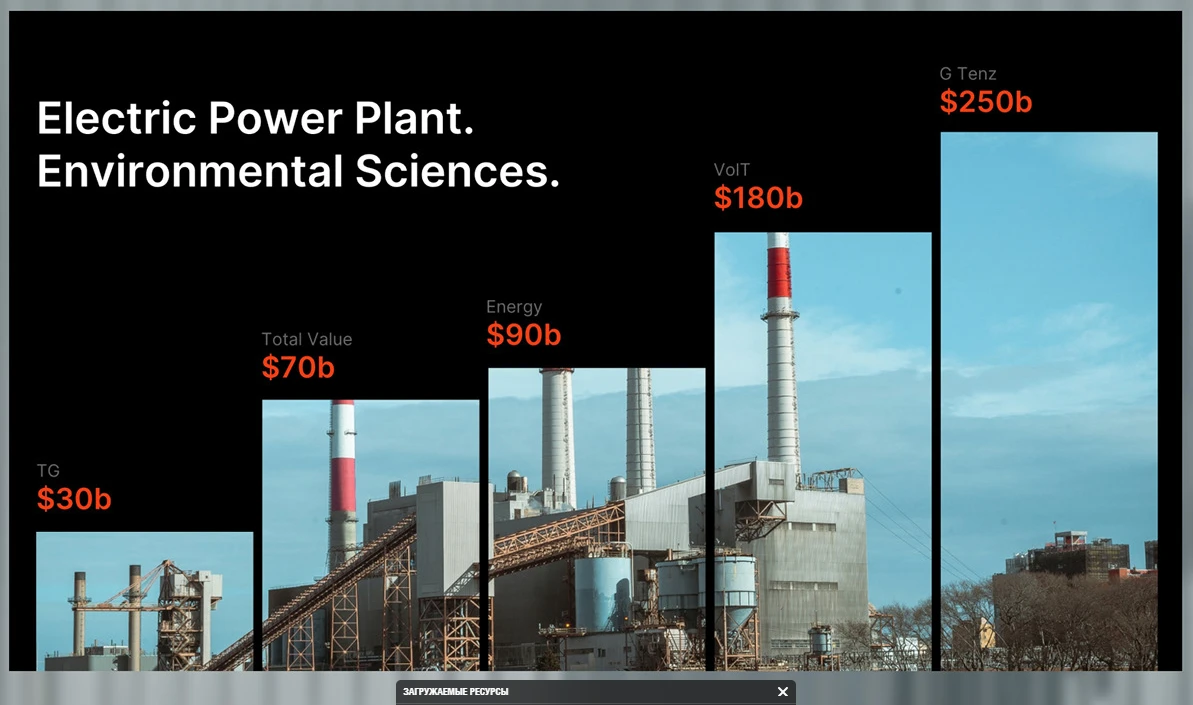 Electric Power Plant.
Environmental Sciences.
TG
$30b
Total Value
$70b
Energy
$90b
VolT
$180b
G Tenz
$250b
ЗАГРУЖАЕМЫЕ РЕСУРСЫ